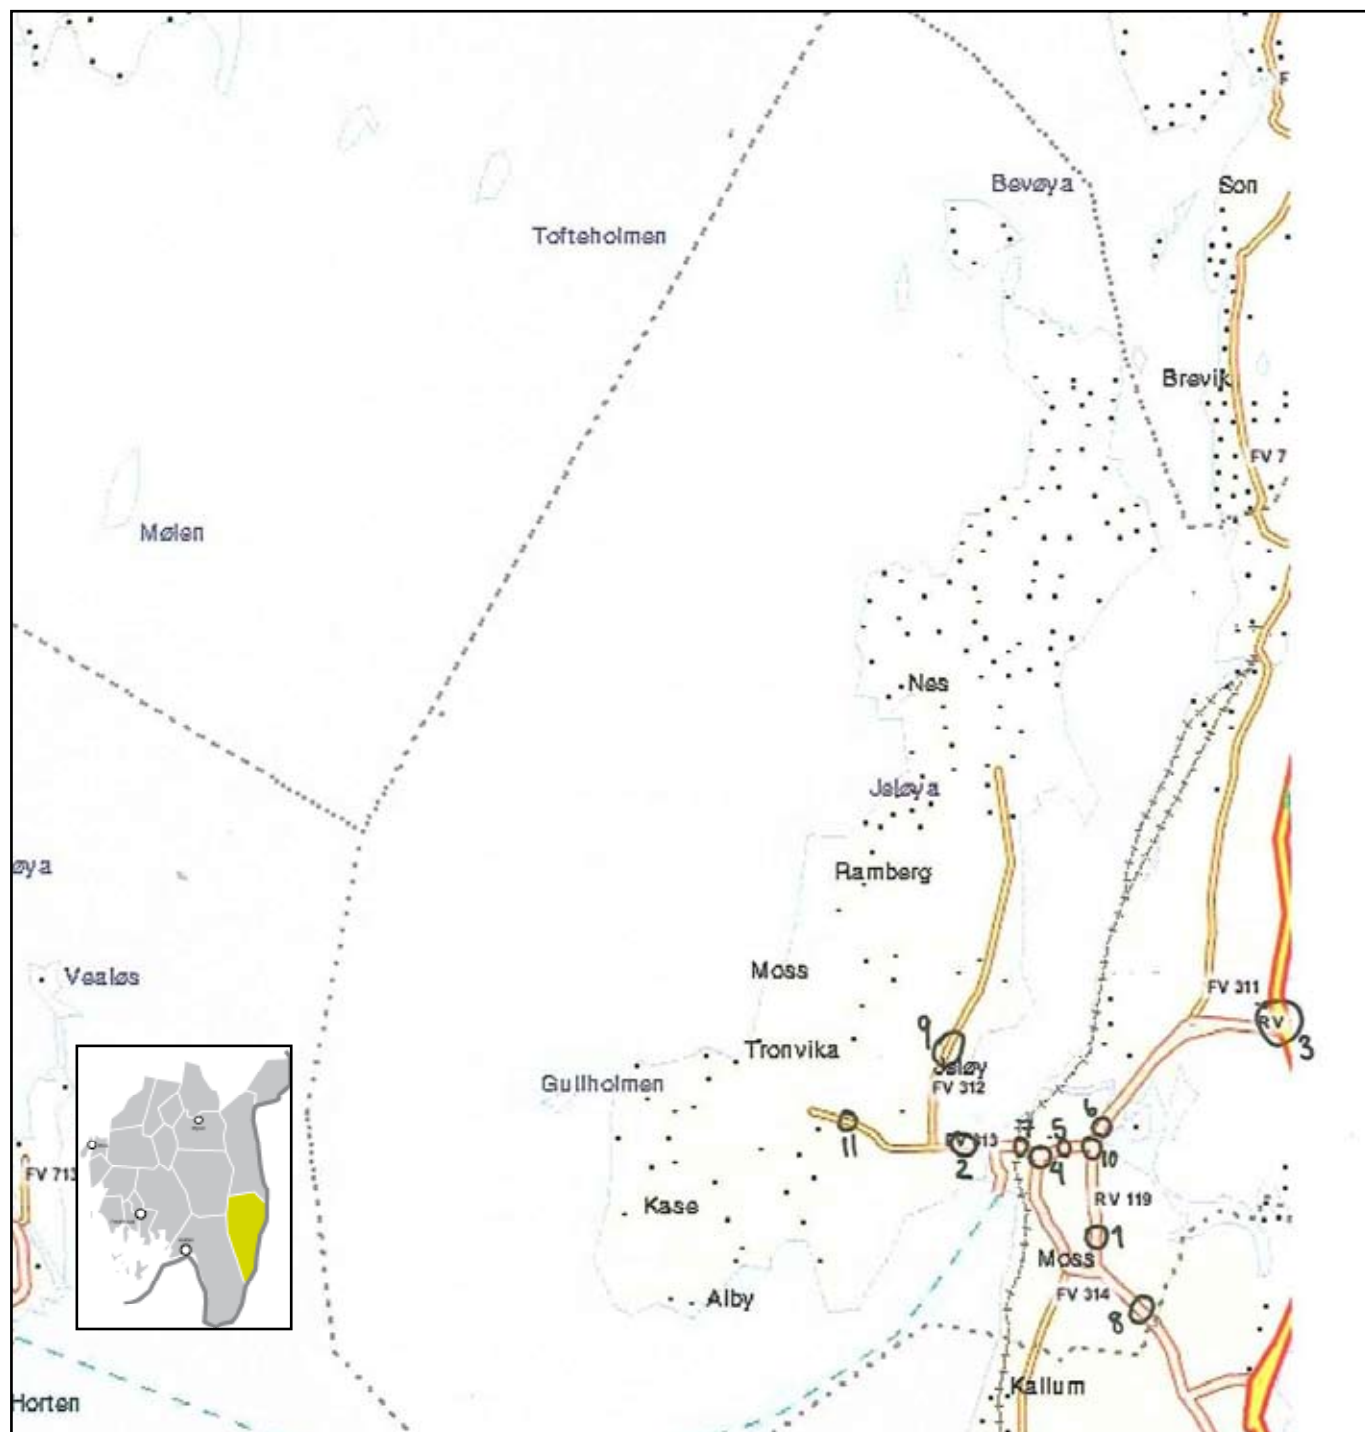 F
Bevøya
Son
Tofteholmen
Brevik
FV 7
Mølen
Nes
Jeløya
øya
Ramberg
Moss
Vealøs
FV 311
RV
3
9
Tronvika
Jeløy
Gullholmen
FV 312
6
11
2
7
5
4
10
FV 713
Kase
RV 119
1
Moss
Alby
FV 314
8
Kallum
Horten